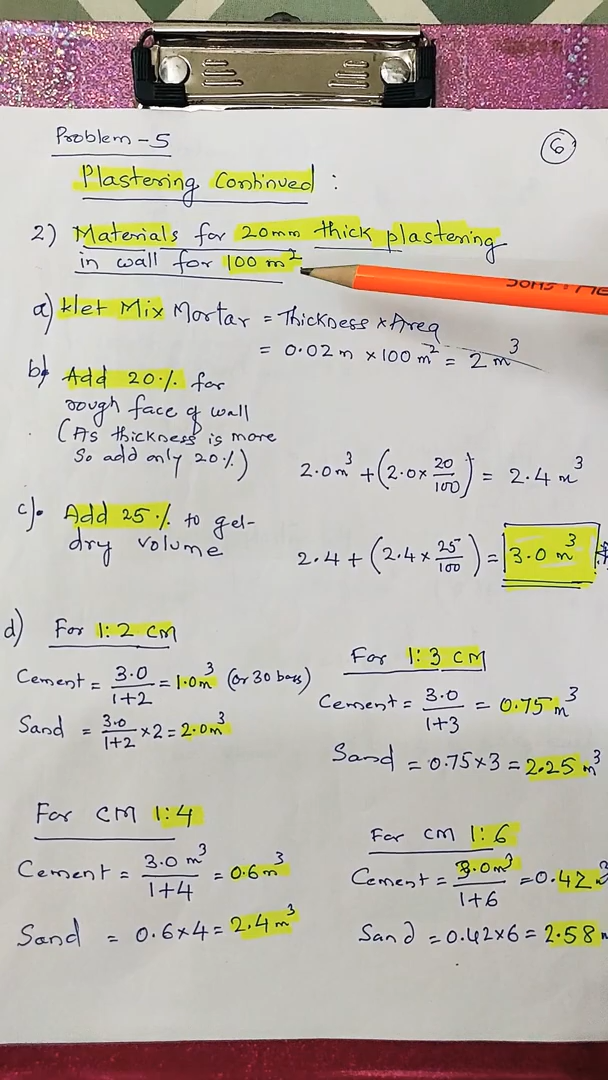 Problem-5
6
Plastering Continued :
2) Materials for 20mm thick plastering
in wall for 100 m²
a) Wet Mix Mortar = Thickness × Area
= 0.02 m × 100 m² = 2 m³
b) Add 20% for
rough face of wall
(As thickness is more
So add only 20%)
2.0m³ + (2.0 × 20/100) = 2.4 m³
c). Add 25% to get-
dry volume
2.4 + (2.4 × 25/100) = 3.0 m³
d) For 1:2 CM
Cement = 3.0/1+2 = 1.0m³ (or 30 bags)
Sand = 3.0/1+2 × 2 = 2.0m³
For 1:3 CM
Cement = 3.0/1+3 = 0.75 m³
Sand = 0.75×3 = 2.25 m³
For CM 1:4
Cement = 3.0 m³/1+4 = 0.6m³
Sand = 0.6×4 = 2.4m³
For CM 1:6
Cement = 3.0m³/1+6 = 0.42 m³
Sand = 0.42×6 = 2.58 m